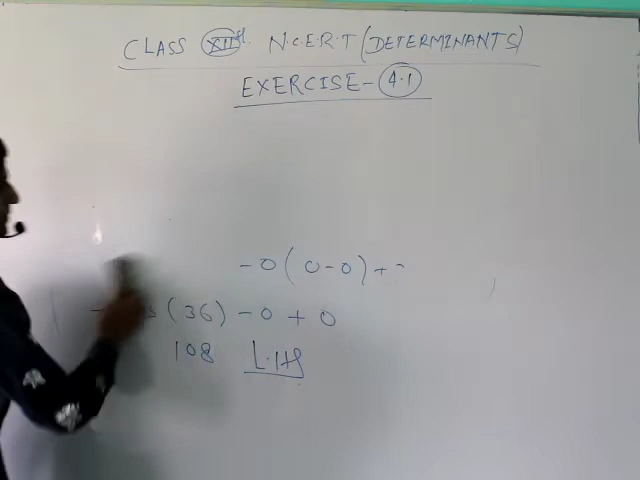 CLASS XIIth N.C.E.R.T (DETERMINANTS)
EXERCISE - 4.1
- 0 ( 0 - 0 ) +
(36) - 0 + 0
108 L.H.S